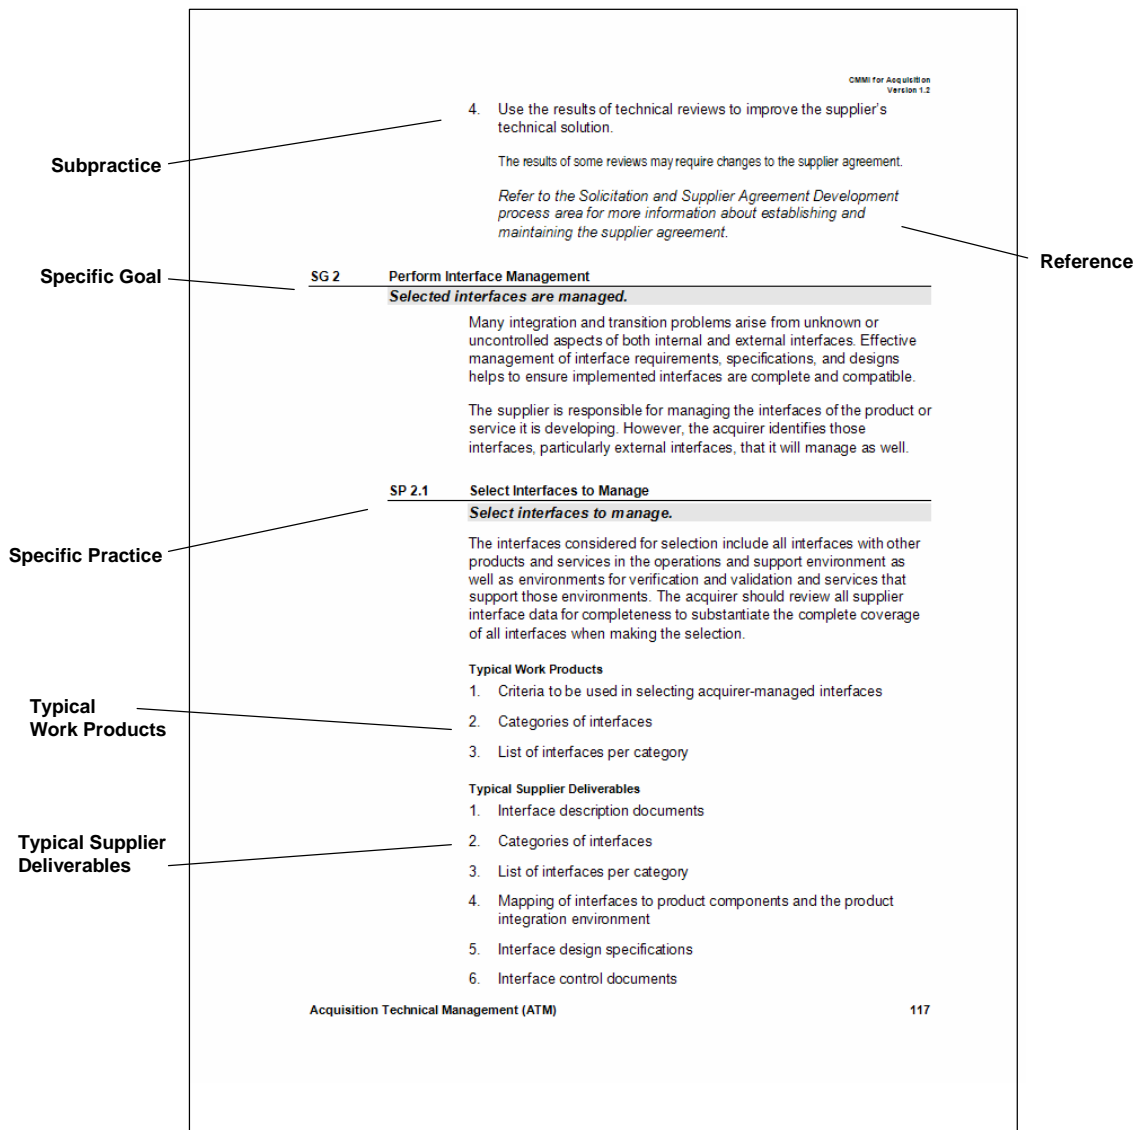 CMMI for Acquisition
Version 1.2
4. Use the results of technical reviews to improve the supplier's
technical solution.
Subpractice
The results of some reviews may require changes to the supplier agreement.
Refer to the Solicitation and Supplier Agreement Development
process area for more information about establishing and
maintaining the supplier agreement.
Reference
Specific Goal
SG 2 Perform Interface Management
Selected interfaces are managed.
Many integration and transition problems arise from unknown or
uncontrolled aspects of both internal and external interfaces. Effective
management of interface requirements, specifications, and designs
helps to ensure implemented interfaces are complete and compatible.
The supplier is responsible for managing the interfaces of the product or
service it is developing. However, the acquirer identifies those
interfaces, particularly external interfaces, that it will manage as well.
SP 2.1 Select Interfaces to Manage
Select interfaces to manage.
Specific Practice
The interfaces considered for selection include all interfaces with other
products and services in the operations and support environment as
well as environments for verification and validation and services that
support those environments. The acquirer should review all supplier
interface data for completeness to substantiate the complete coverage
of all interfaces when making the selection.
Typical Work Products
1. Criteria to be used in selecting acquirer-managed interfaces
Typical
Work Products
2. Categories of interfaces
3. List of interfaces per category
Typical Supplier Deliverables
1. Interface description documents
Typical Supplier
Deliverables
2. Categories of interfaces
3. List of interfaces per category
4. Mapping of interfaces to product components and the product
integration environment
5. Interface design specifications
6. Interface control documents
Acquisition Technical Management (ATM) 117